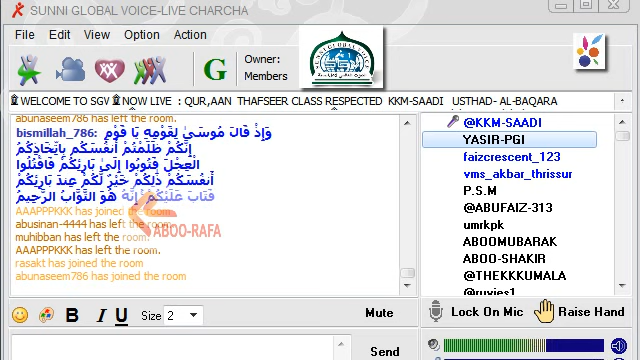 SUNNI GLOBAL VOICE-LIVE CHARCHA
File Edit View Option Action
G
Owner:
Members
WELCOME TO SGV NOW LIVE : QUR,AAN THAFSEER CLASS RESPECTED KKM-SAADI USTHAD- AL-BAQARA
abunaseem786 has left the room.
bismillah_786: وَإِذْ قَالَ مُوسَىٰ لِقَوْمِهِ يَا قَوْمِ
إِنَّكُمْ ظَلَمْتُمْ أَنفُسَكُم بِاتِّخَاذِكُمُ
الْعِجْلَ فَتُوبُوا إِلَىٰ بَارِئِكُمْ فَاقْتُلُوا
أَنفُسَكُمْ ذَٰلِكُمْ خَيْرٌ لَّكُمْ عِندَ بَارِئِكُمْ
فَتَابَ عَلَيْكُمْ إِنَّهُ هُوَ التَّوَّابُ الرَّحِيمُ
AAAPPPKKK has joined the room
abusinan-4444 has left the room.
muhibban has left the room.
AAAPPPKKK has left the room.
rasakt has joined the room
abunaseem786 has joined the room
ABOO-RAFA
@KKM-SAADI
YASIR-PGI
faizcrescent_123
vms_akbar_thrissur
P.S.M
@ABUFAIZ-313
umrkpk
ABOOMUBARAK
ABOO-SHAKIR
@THEKKKUMALA
@ruvies1
B I U Size 2 Mute
Lock On Mic Raise Hand
Send